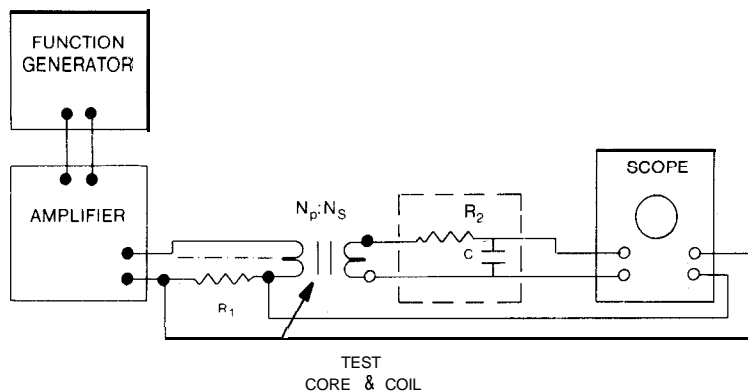 FUNCTION
GENERATOR
AMPLIFIER
Np:NS
R2
C
R1
SCOPE
TEST
CORE & COIL